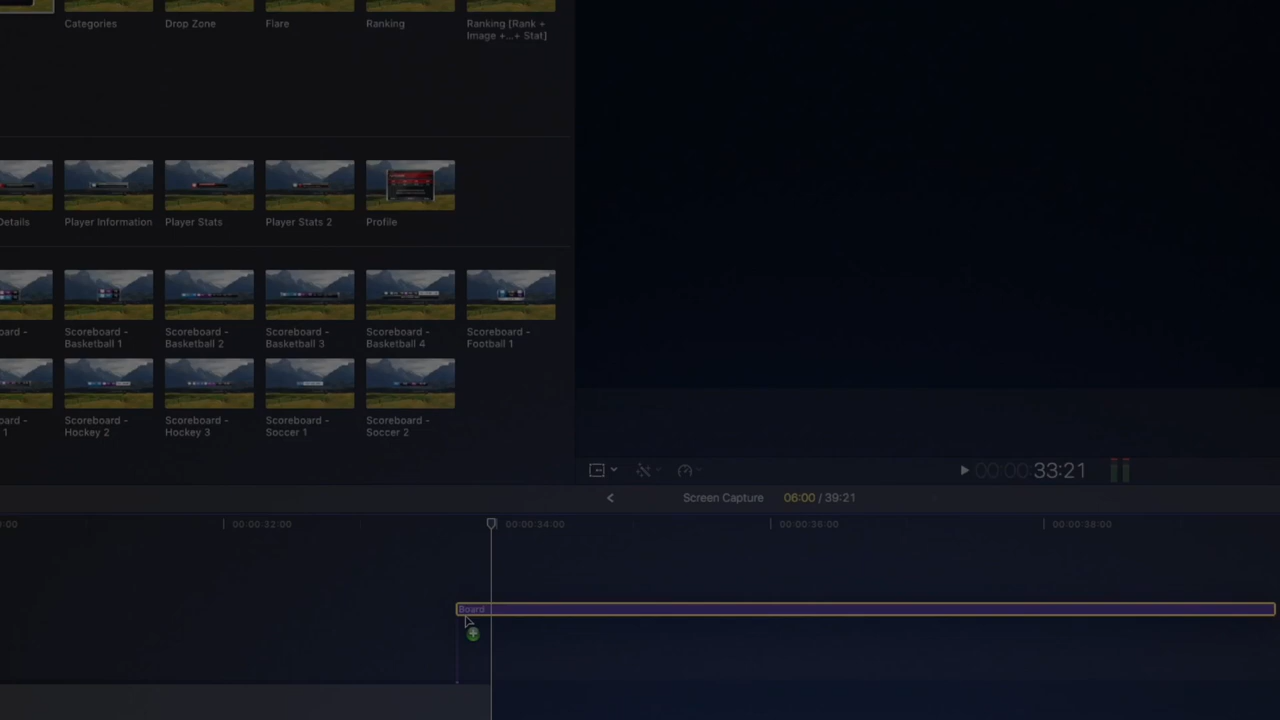 Categories
Drop Zone
Flare
Ranking
Ranking [Rank +
Image +...+ Stat]
Details
Player Information
Player Stats
Player Stats 2
Profile
oard -
Scoreboard -
Basketball 1
Scoreboard -
Basketball 2
Scoreboard -
Basketball 3
Scoreboard -
Basketball 4
Scoreboard -
Football 1
oard -
1
Scoreboard -
Hockey 2
Scoreboard -
Hockey 3
Scoreboard -
Soccer 1
Scoreboard -
Soccer 2
00:00:33:21
Screen Capture
06:00 / 39:21
:00
00:00:32:00
00:00:34:00
00:00:36:00
00:00:38:00
Board